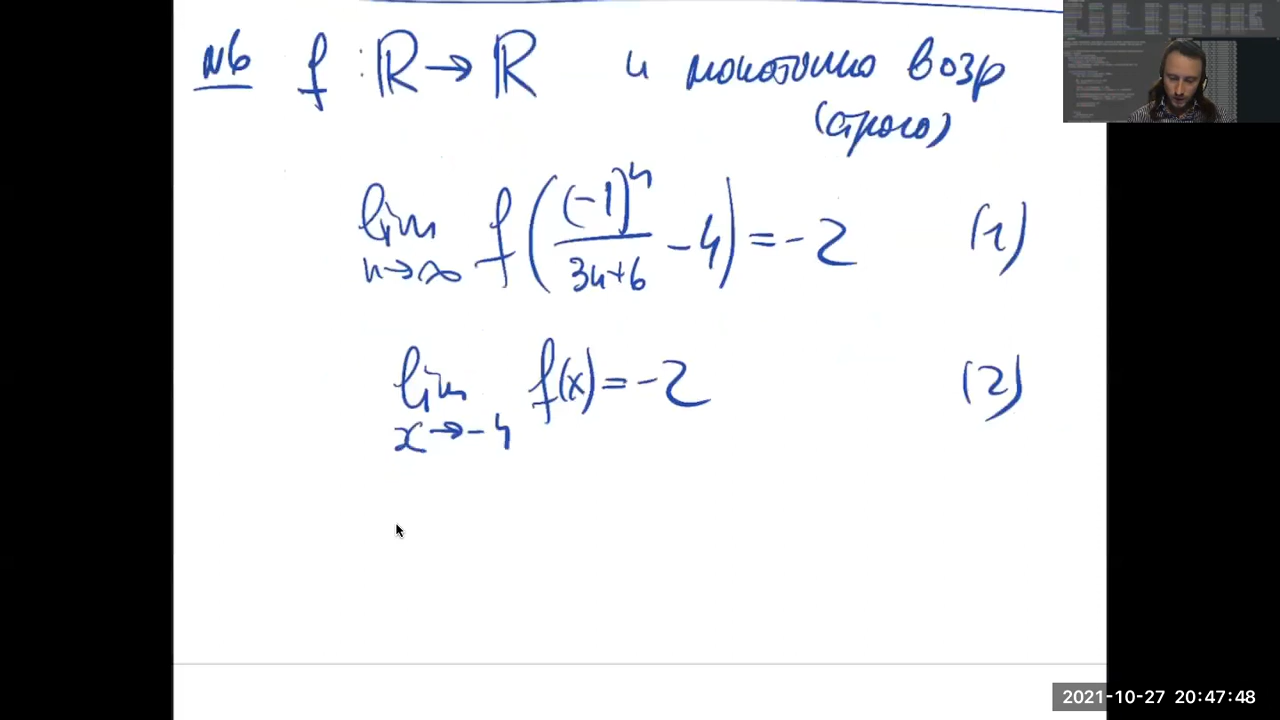 №6 f : ℝ → ℝ и монотонно возр
(строго)
lim n→∞ f((-1)^n / (3n+6) - 4) = -2 (1)
lim x→-4 f(x) = -2 (2)
2021-10-27 20:47:48